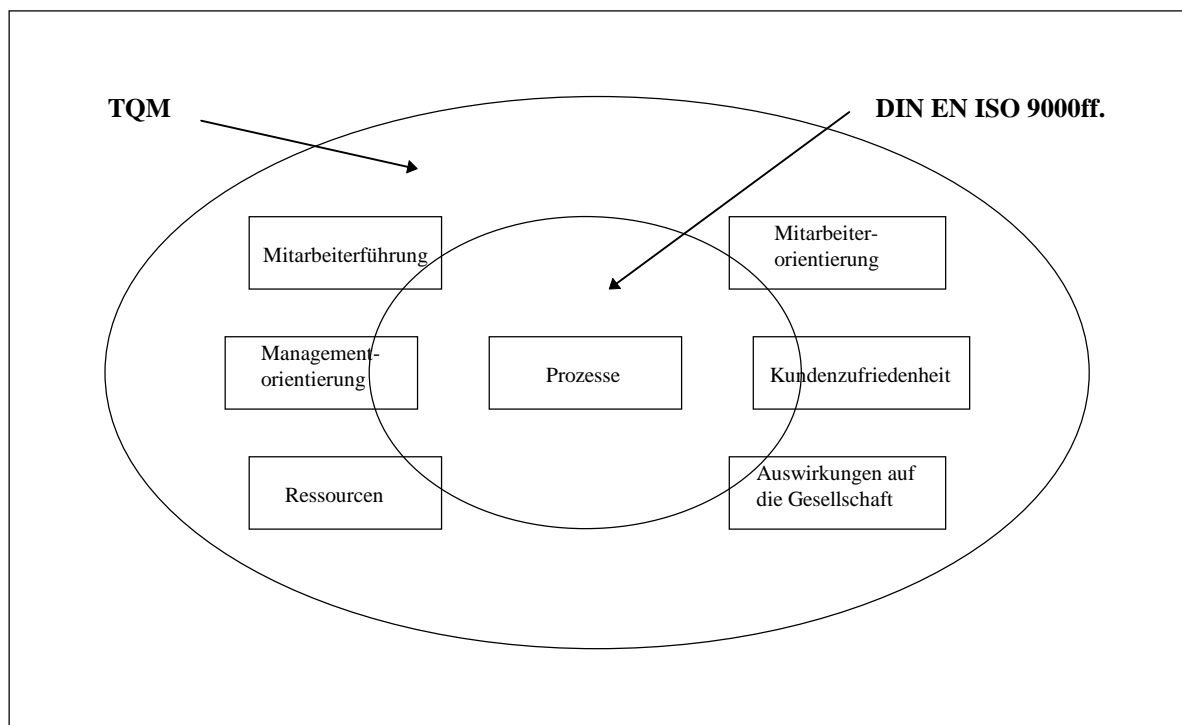 TQM
DIN EN ISO 9000ff.
Mitarbeiterführung
Mitarbeiter-
orientierung
Management-
orientierung
Prozesse
Kundenzufriedenheit
Ressourcen
Auswirkungen auf
die Gesellschaft